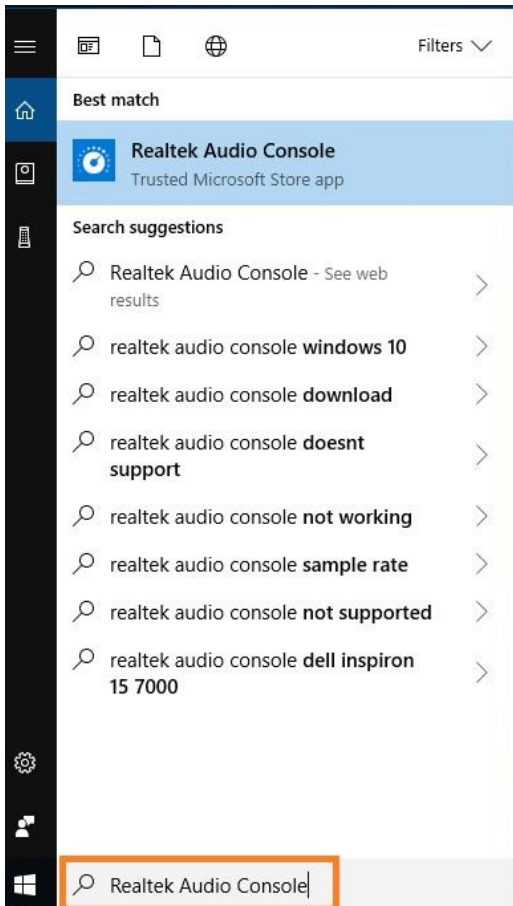 Filters
Best match
Realtek Audio Console
Trusted Microsoft Store app
Search suggestions
Realtek Audio Console - See web
results
realtek audio console windows 10
realtek audio console download
realtek audio console doesnt
support
realtek audio console not working
realtek audio console sample rate
realtek audio console not supported
realtek audio console dell inspiron
15 7000
Realtek Audio Console